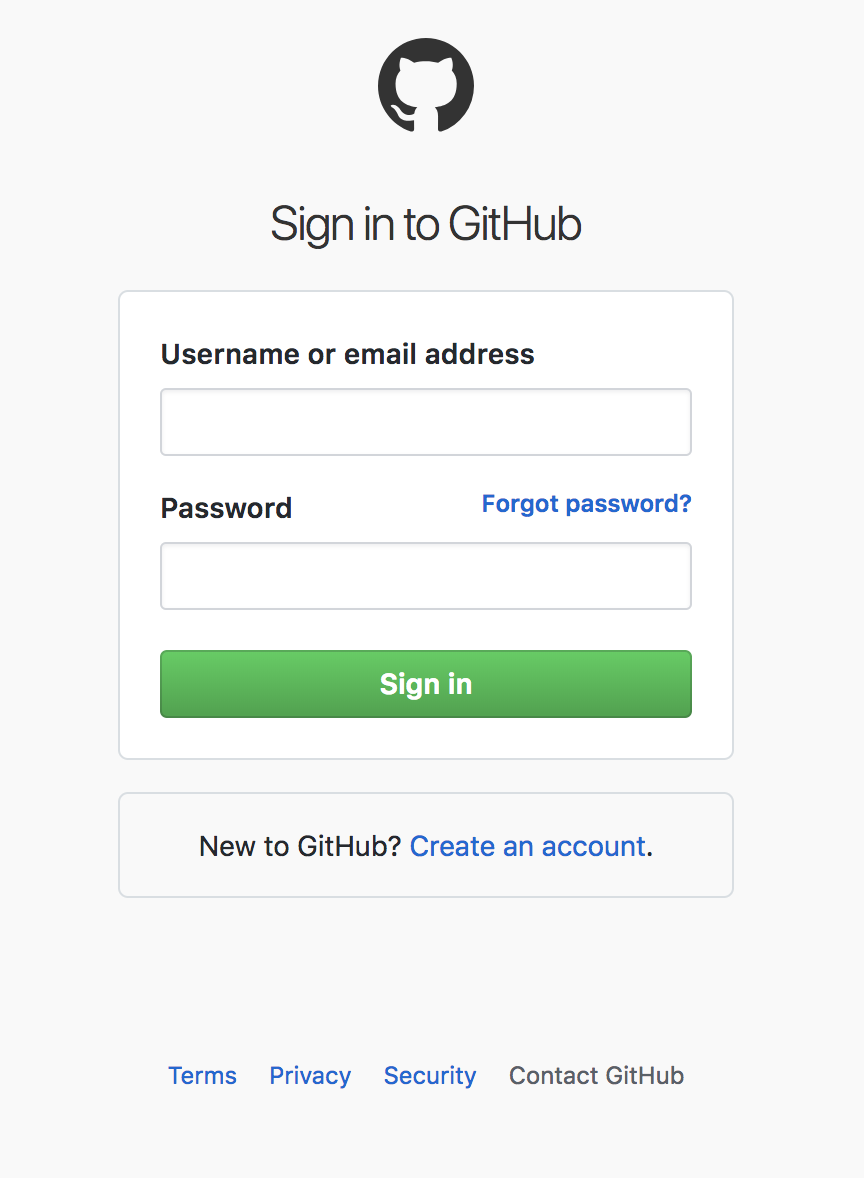 Sign in to GitHub
Username or email address
Password Forgot password?
Sign in
New to GitHub? Create an account.
Terms Privacy Security Contact GitHub